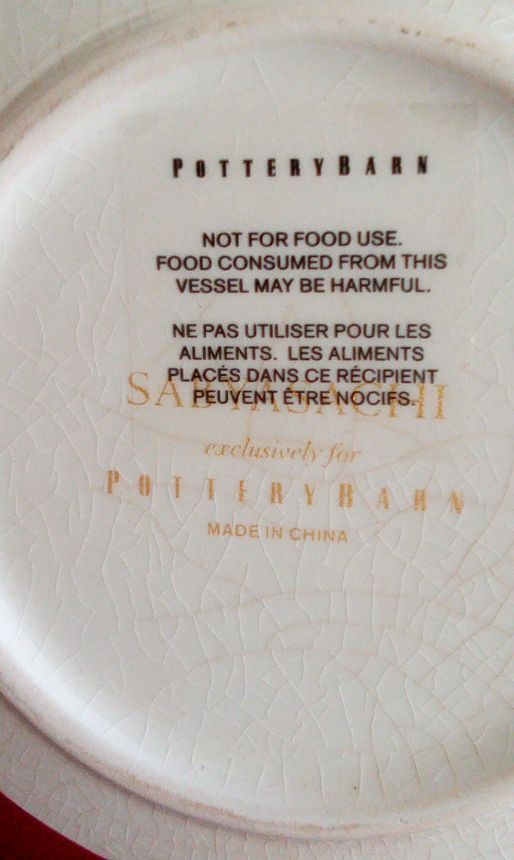 POTTERYBARN
NOT FOR FOOD USE.
FOOD CONSUMED FROM THIS
VESSEL MAY BE HARMFUL.
NE PAS UTILISER POUR LES
ALIMENTS. LES ALIMENTS
PLACÉS DANS CE RÉCIPIENT
PEUVENT ÊTRE NOCIFS.
SABYASACHI
exclusively for
POTTERYBARN
MADE IN CHINA